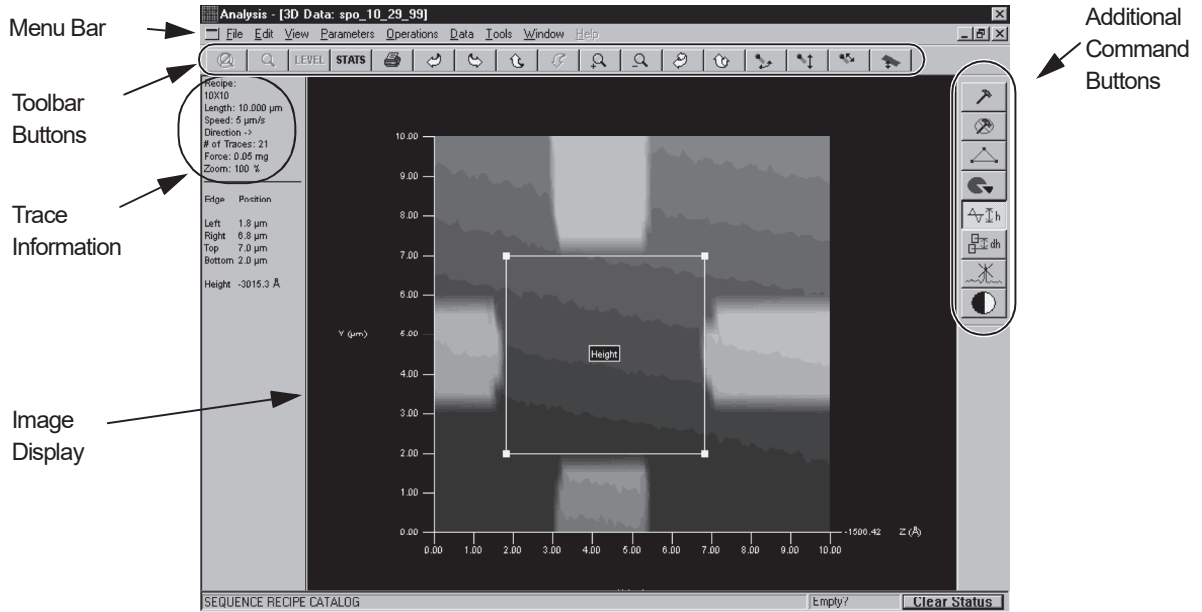 Menu Bar
Toolbar
Buttons
Trace
Information
Image
Display
Additional
Command
Buttons
Analysis - [3D Data: spo_10_29_99]
File Edit View Parameters Operations Data Tools Window Help
LEVEL STATS
Recipe:
10X10
Length: 10.000 µm
Speed: 5 µm/s
Direction ->
# of Traces: 21
Force: 0.05 mg
Zoom: 100 %
Edge Position
Left 1.8 µm
Right 6.8 µm
Top 7.0 µm
Bottom 2.0 µm
Height -3015.3 Å
10.00
9.00
8.00
7.00
6.00
Y (µm) 5.00
4.00
3.00
2.00
1.00
0.00
Height
-1506.42 Z (Å)
0.00 1.00 2.00 3.00 4.00 5.00 6.00 7.00 8.00 9.00 10.00
h
dh
SEQUENCE RECIPE CATALOG
Empty? Clear Status